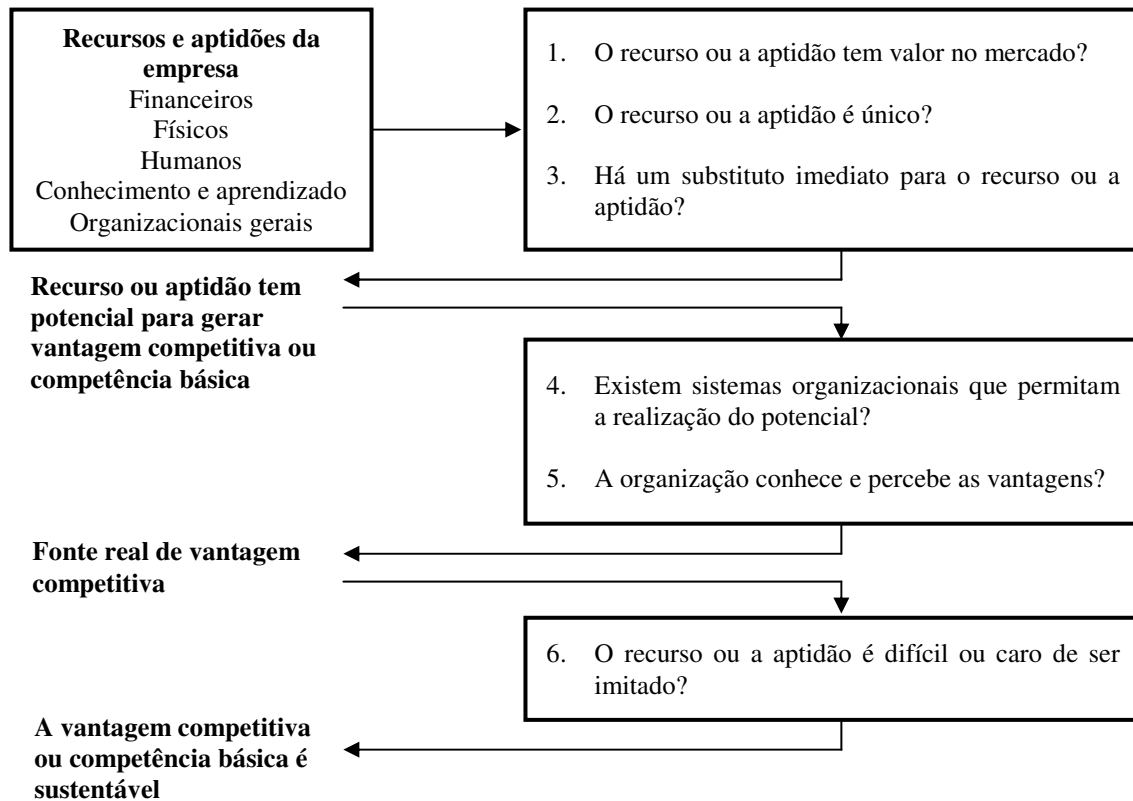 Recursos e aptidões da
empresa
Financeiros
Físicos
Humanos
Conhecimento e aprendizado
Organizacionais gerais
1. O recurso ou a aptidão tem valor no mercado?
2. O recurso ou a aptidão é único?
3. Há um substituto imediato para o recurso ou a
aptidão?
Recurso ou aptidão tem
potencial para gerar
vantagem competitiva ou
competência básica
4. Existem sistemas organizacionais que permitam
a realização do potencial?
5. A organização conhece e percebe as vantagens?
Fonte real de vantagem
competitiva
6. O recurso ou a aptidão é difícil ou caro de ser
imitado?
A vantagem competitiva
ou competência básica é
sustentável